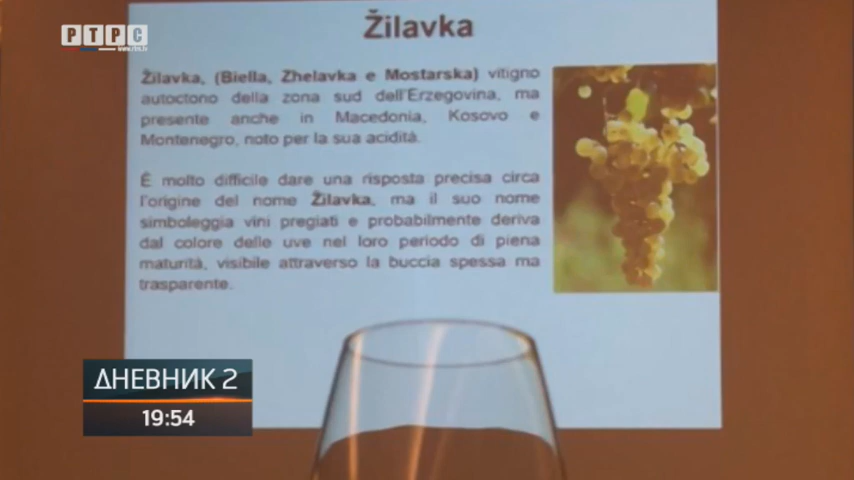 Žilavka
РТРС
www.rtrs.tv
Žilavka, (Biella, Zhelavka e Mostarska) vitigno
autoctono della zona sud dell'Erzegovina, ma
presente anche in Macedonia, Kosovo e
Montenegro, noto per la sua acidità.
È molto difficile dare una risposta precisa circa
l'origine del nome Žilavka, ma il suo nome
simboleggia vini pregiati e probabilmente deriva
dal colore delle uve nel loro periodo di piena
maturità, visibile attraverso la buccia spessa ma
trasparente.
ДНЕВНИК 2
19:54